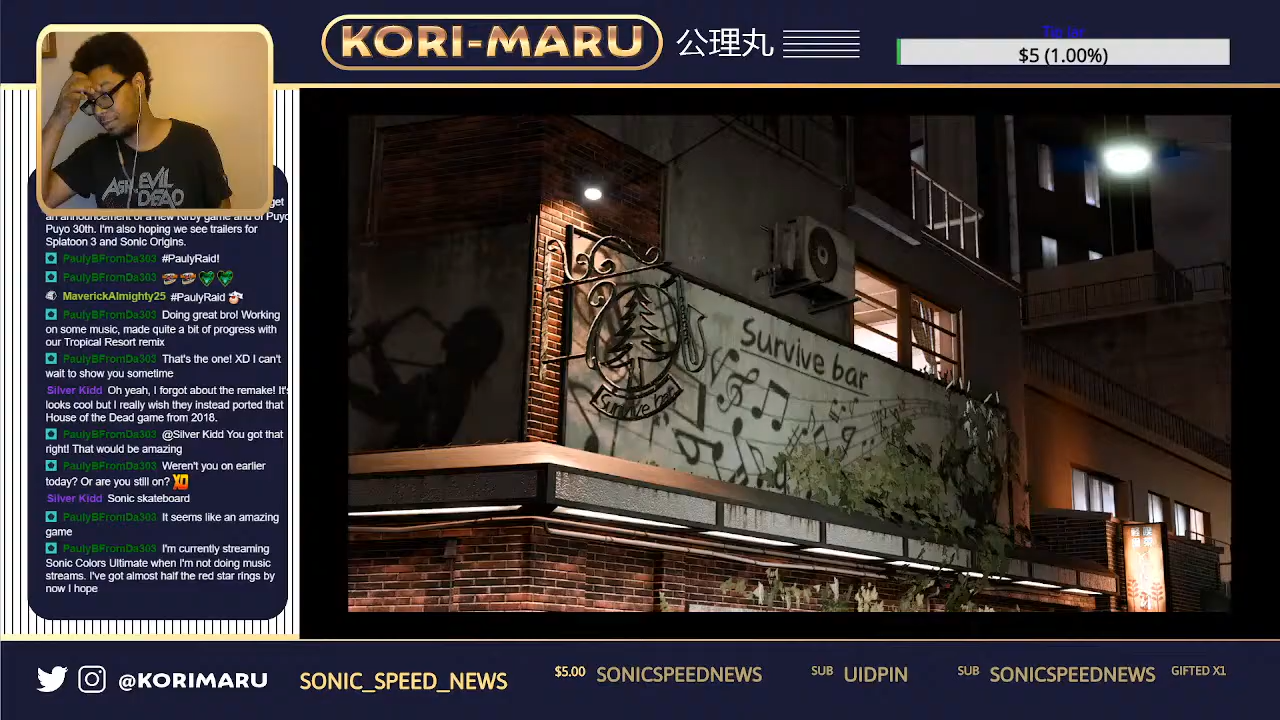 KORI-MARU 公理丸
Tip Jar
$5 (1.00%)
ASH EVIL DEAD
get
an announcement of a new Kirby game and of Puyo
Puyo 30th. I'm also hoping we see trailers for
Splatoon 3 and Sonic Origins.
PaulyBFromDa303 #PaulyRaid!
PaulyBFromDa303
MaverickAlmighty25 #PaulyRaid
PaulyBFromDa303 Doing great bro! Working
on some music, made quite a bit of progress with
our Tropical Resort remix
PaulyBFromDa303 That's the one! XD I can't
wait to show you sometime
Silver Kidd Oh yeah, I forgot about the remake! It's
looks cool but I really wish they instead ported that
House of the Dead game from 2018.
PaulyBFromDa303 @Silver Kidd You got that
right! That would be amazing
PaulyBFromDa303 Weren't you on earlier
today? Or are you still on? XD
Silver Kidd Sonic skateboard
PaulyBFromDa303 It seems like an amazing
game
PaulyBFromDa303 I'm currently streaming
Sonic Colors Ultimate when I'm not doing music
streams. I've got almost half the red star rings by
now I hope
Survive bar
Survive bar
@KORIMARU
SONIC_SPEED_NEWS
$5.00 SONICSPEEDNEWS
SUB UIDPIN
SUB SONICSPEEDNEWS GIFTED X1